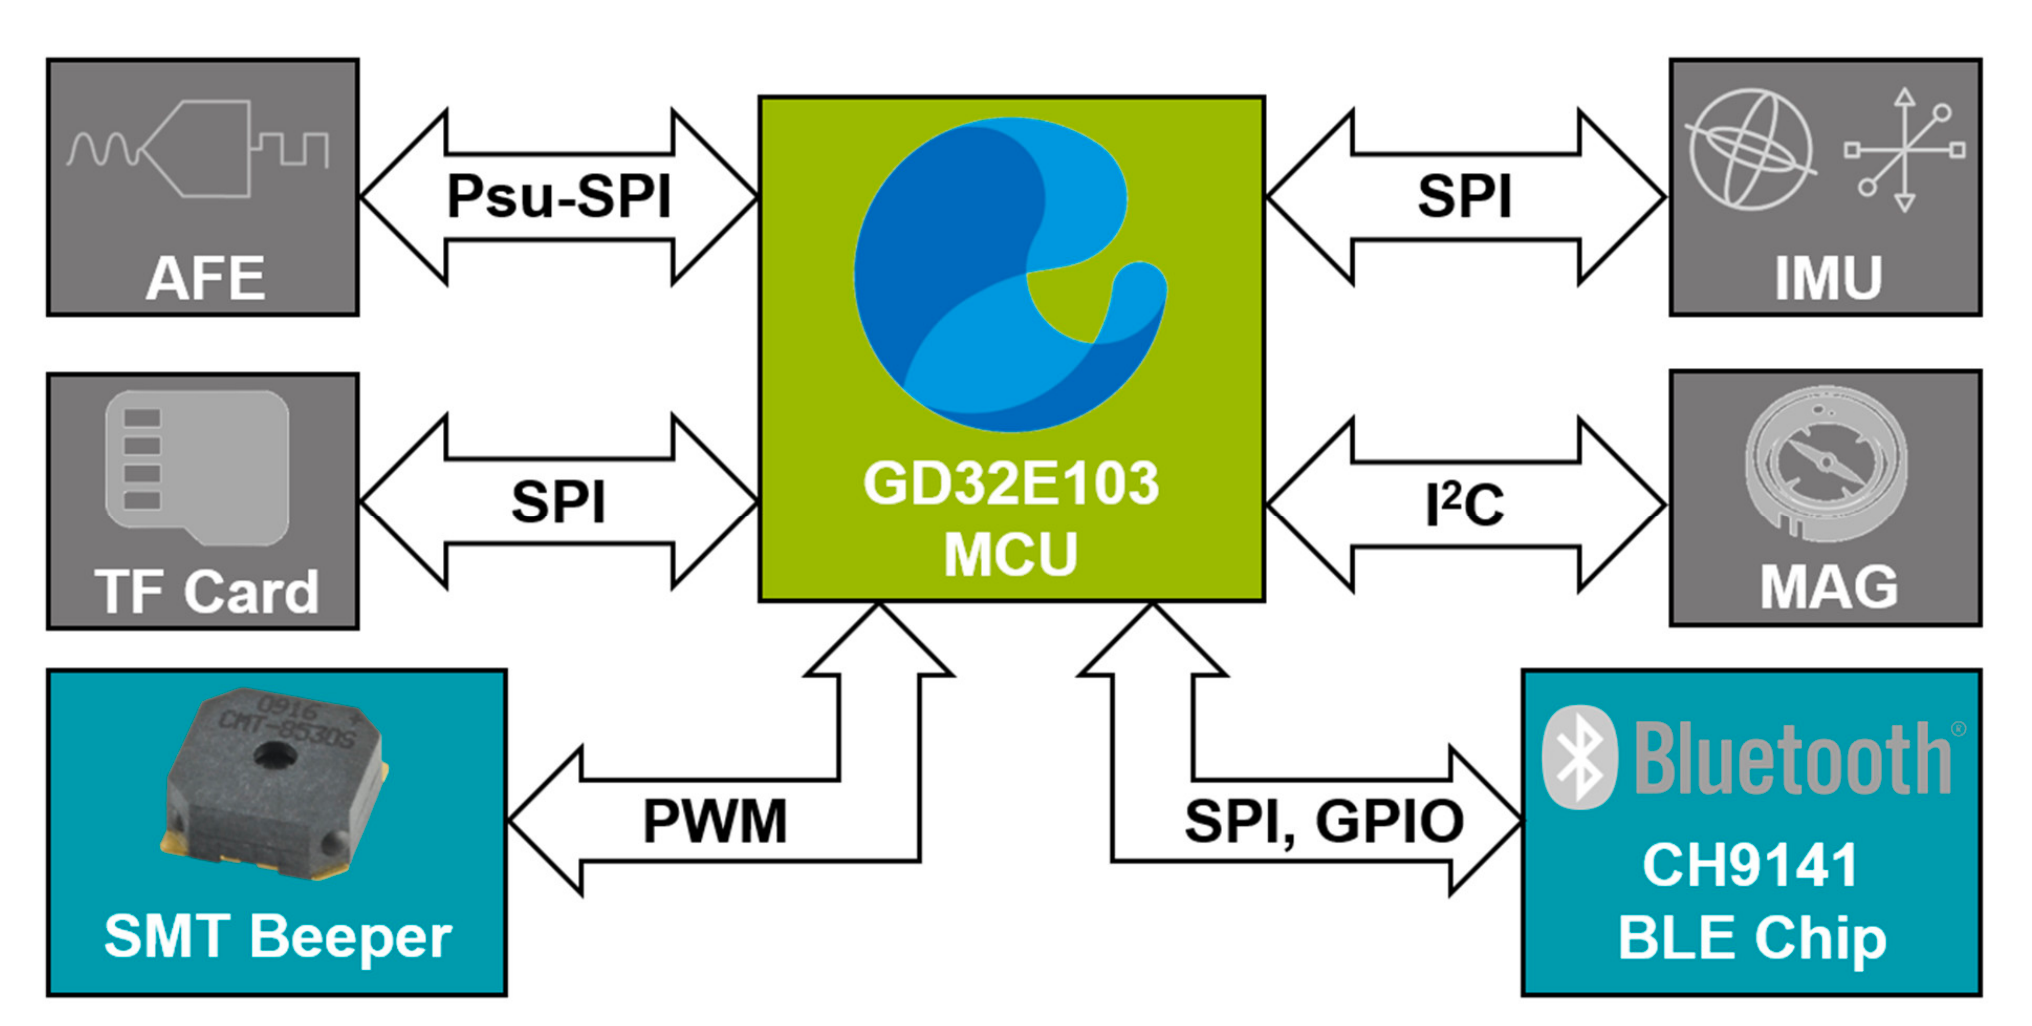 AFE
Psu-SPI
SPI
IMU
TF Card
SPI
GD32E103
MCU
I²C
MAG
0916 +
CMT-8530S
SMT Beeper
PWM
SPI, GPIO
Bluetooth®
CH9141
BLE Chip